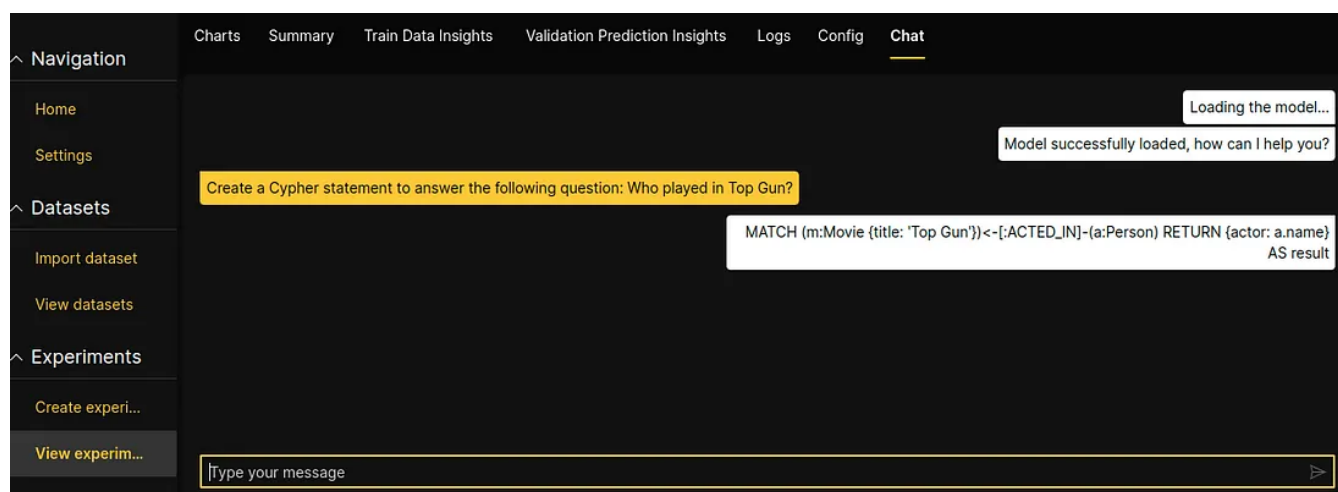 Navigation
Home
Settings
Datasets
Import dataset
View datasets
Experiments
Create experi...
View experim...
Charts Summary Train Data Insights Validation Prediction Insights Logs Config Chat
Loading the model...
Model successfully loaded, how can I help you?
Create a Cypher statement to answer the following question: Who played in Top Gun?
MATCH (m:Movie {title: 'Top Gun'})<-[:ACTED_IN]-(a:Person) RETURN {actor: a.name}
AS result
Type your message